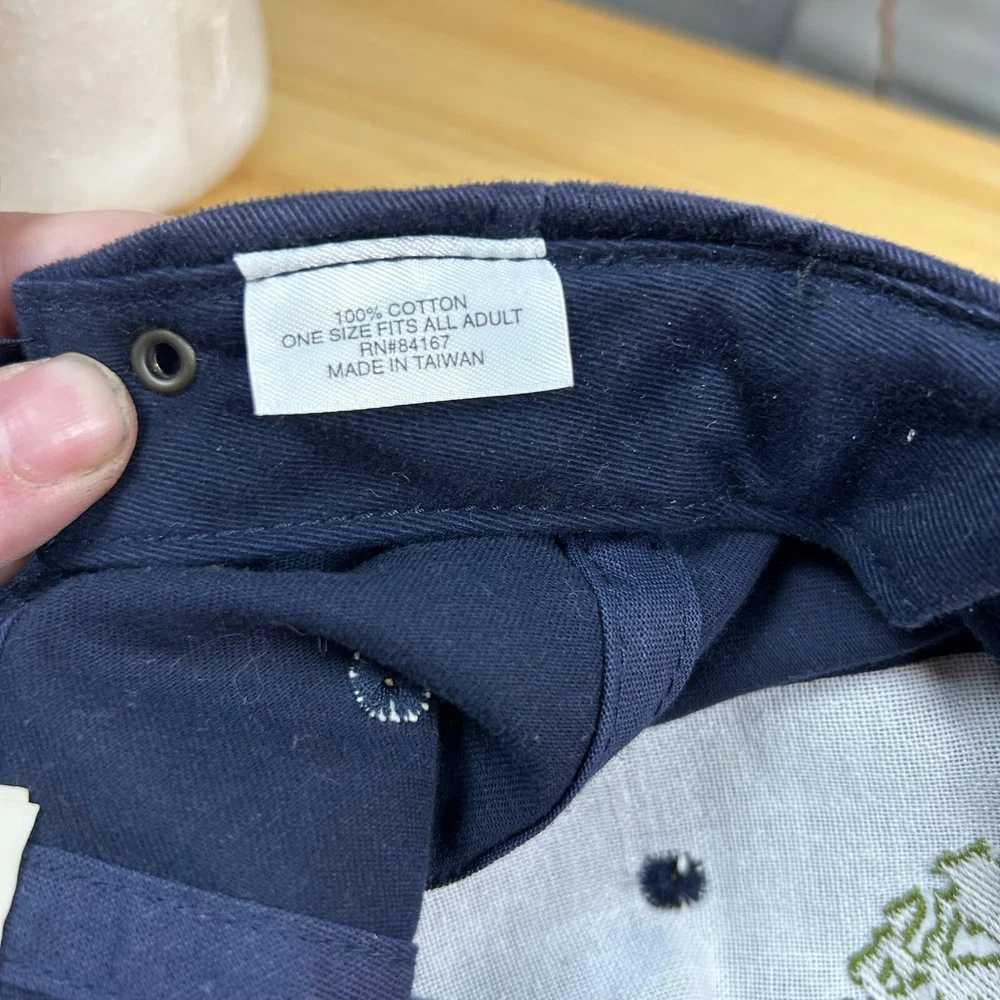 100% COTTON
ONE SIZE FITS ALL ADULT
RN#84167
MADE IN TAIWAN